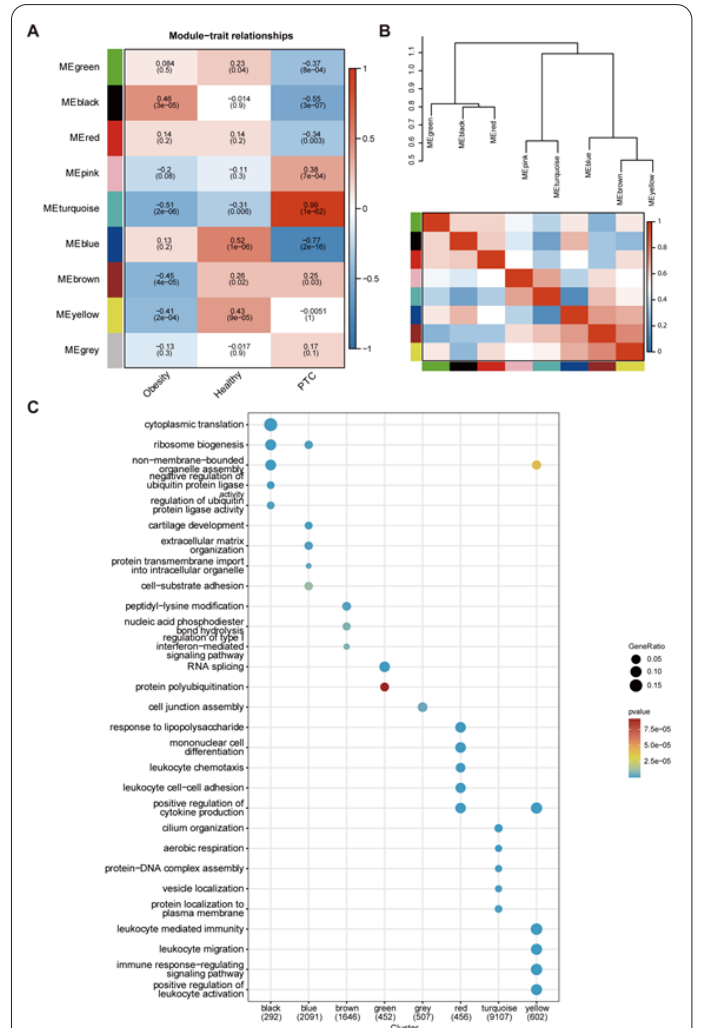 A
Module-trait relationships
MEgreen
0.084
(0.5)
0.23
(0.04)
-0.37
(8e-04)
MEblack
0.46
(3e-05)
-0.014
(0.9)
-0.55
(3e-07)
MEred
0.14
(0.2)
0.14
(0.2)
-0.34
(0.003)
MEpink
-0.2
(0.08)
-0.11
(0.3)
0.38
(7e-04)
MEturquoise
-0.51
(2e-06)
-0.31
(0.006)
0.99
(1e-62)
MEblue
0.13
(0.2)
0.52
(1e-06)
-0.77
(2e-16)
MEbrown
-0.45
(4e-05)
0.26
(0.02)
0.25
(0.03)
MEyellow
-0.41
(2e-04)
0.43
(9e-05)
-0.0051
(1)
MEgrey
-0.13
(0.3)
-0.017
(0.9)
0.17
(0.1)
Obesity
Healthy
PTC
1
0.5
0
-0.5
-1
B
1.1
1.0
0.9
0.8
0.7
0.6
0.5
MEgreen
MEblack
MEred
MEpink
MEturquoise
MEblue
MEbrown
MEyellow
1
0.8
0.6
0.4
0.2
0
C
cytoplasmic translation
ribosome biogenesis
non-membrane-bounded
organelle assembly
negative regulation of
ubiquitin protein ligase
activity
regulation of ubiquitin
protein ligase activity
cartilage development
extracellular matrix
organization
protein transmembrane import
into intracellular organelle
cell-substrate adhesion
peptidyl-lysine modification
nucleic acid phosphodiester
bond hydrolysis
regulation of type I
interferon-mediated
signaling pathway
RNA splicing
protein polyubiquitination
cell junction assembly
response to lipopolysaccharide
mononuclear cell
differentiation
leukocyte chemotaxis
leukocyte cell-cell adhesion
positive regulation of
cytokine production
cilium organization
aerobic respiration
protein-DNA complex assembly
vesicle localization
protein localization to
plasma membrane
leukocyte mediated immunity
leukocyte migration
immune response-regulating
signaling pathway
positive regulation of
leukocyte activation
black
(292)
blue
(2091)
brown
(1646)
green
(452)
grey
(507)
red
(456)
turquoise
(9107)
yellow
(602)
Cluster
GeneRatio
0.05
0.10
0.15
pvalue
7.5e-05
5.0e-05
2.5e-05